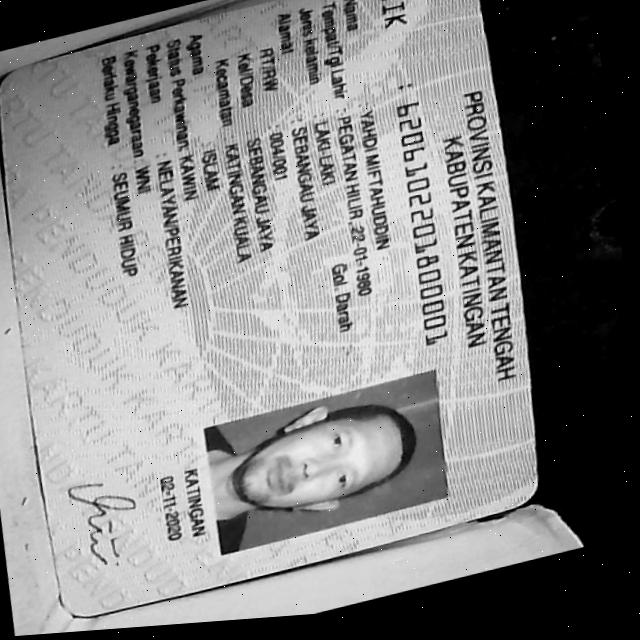 PROVINSI KALIMANTAN TENGAH
KABUPATEN KATINGAN
IK : 6206102201800001
Nama : YAHDI MIFTAHUDDIN
Tempat/Tgl Lahir : PEGATAN HILIR, 22-01-1980
Jenis kelamin : LAKI-LAKI Gol. Darah
Alamat : SEBANGAU JAYA
RT/RW : 004/001
Kel/Desa : SEBANGAU JAYA
Kecamatan : KATINGAN KUALA
Agama : ISLAM
Status Perkawinan: KAWIN
Pekerjaan : NELAYAN/PERIKANAN
Kewarganegaraan: WNI
Berlaku Hingga : SEUMUR HIDUP
KATINGAN
02-11-2020